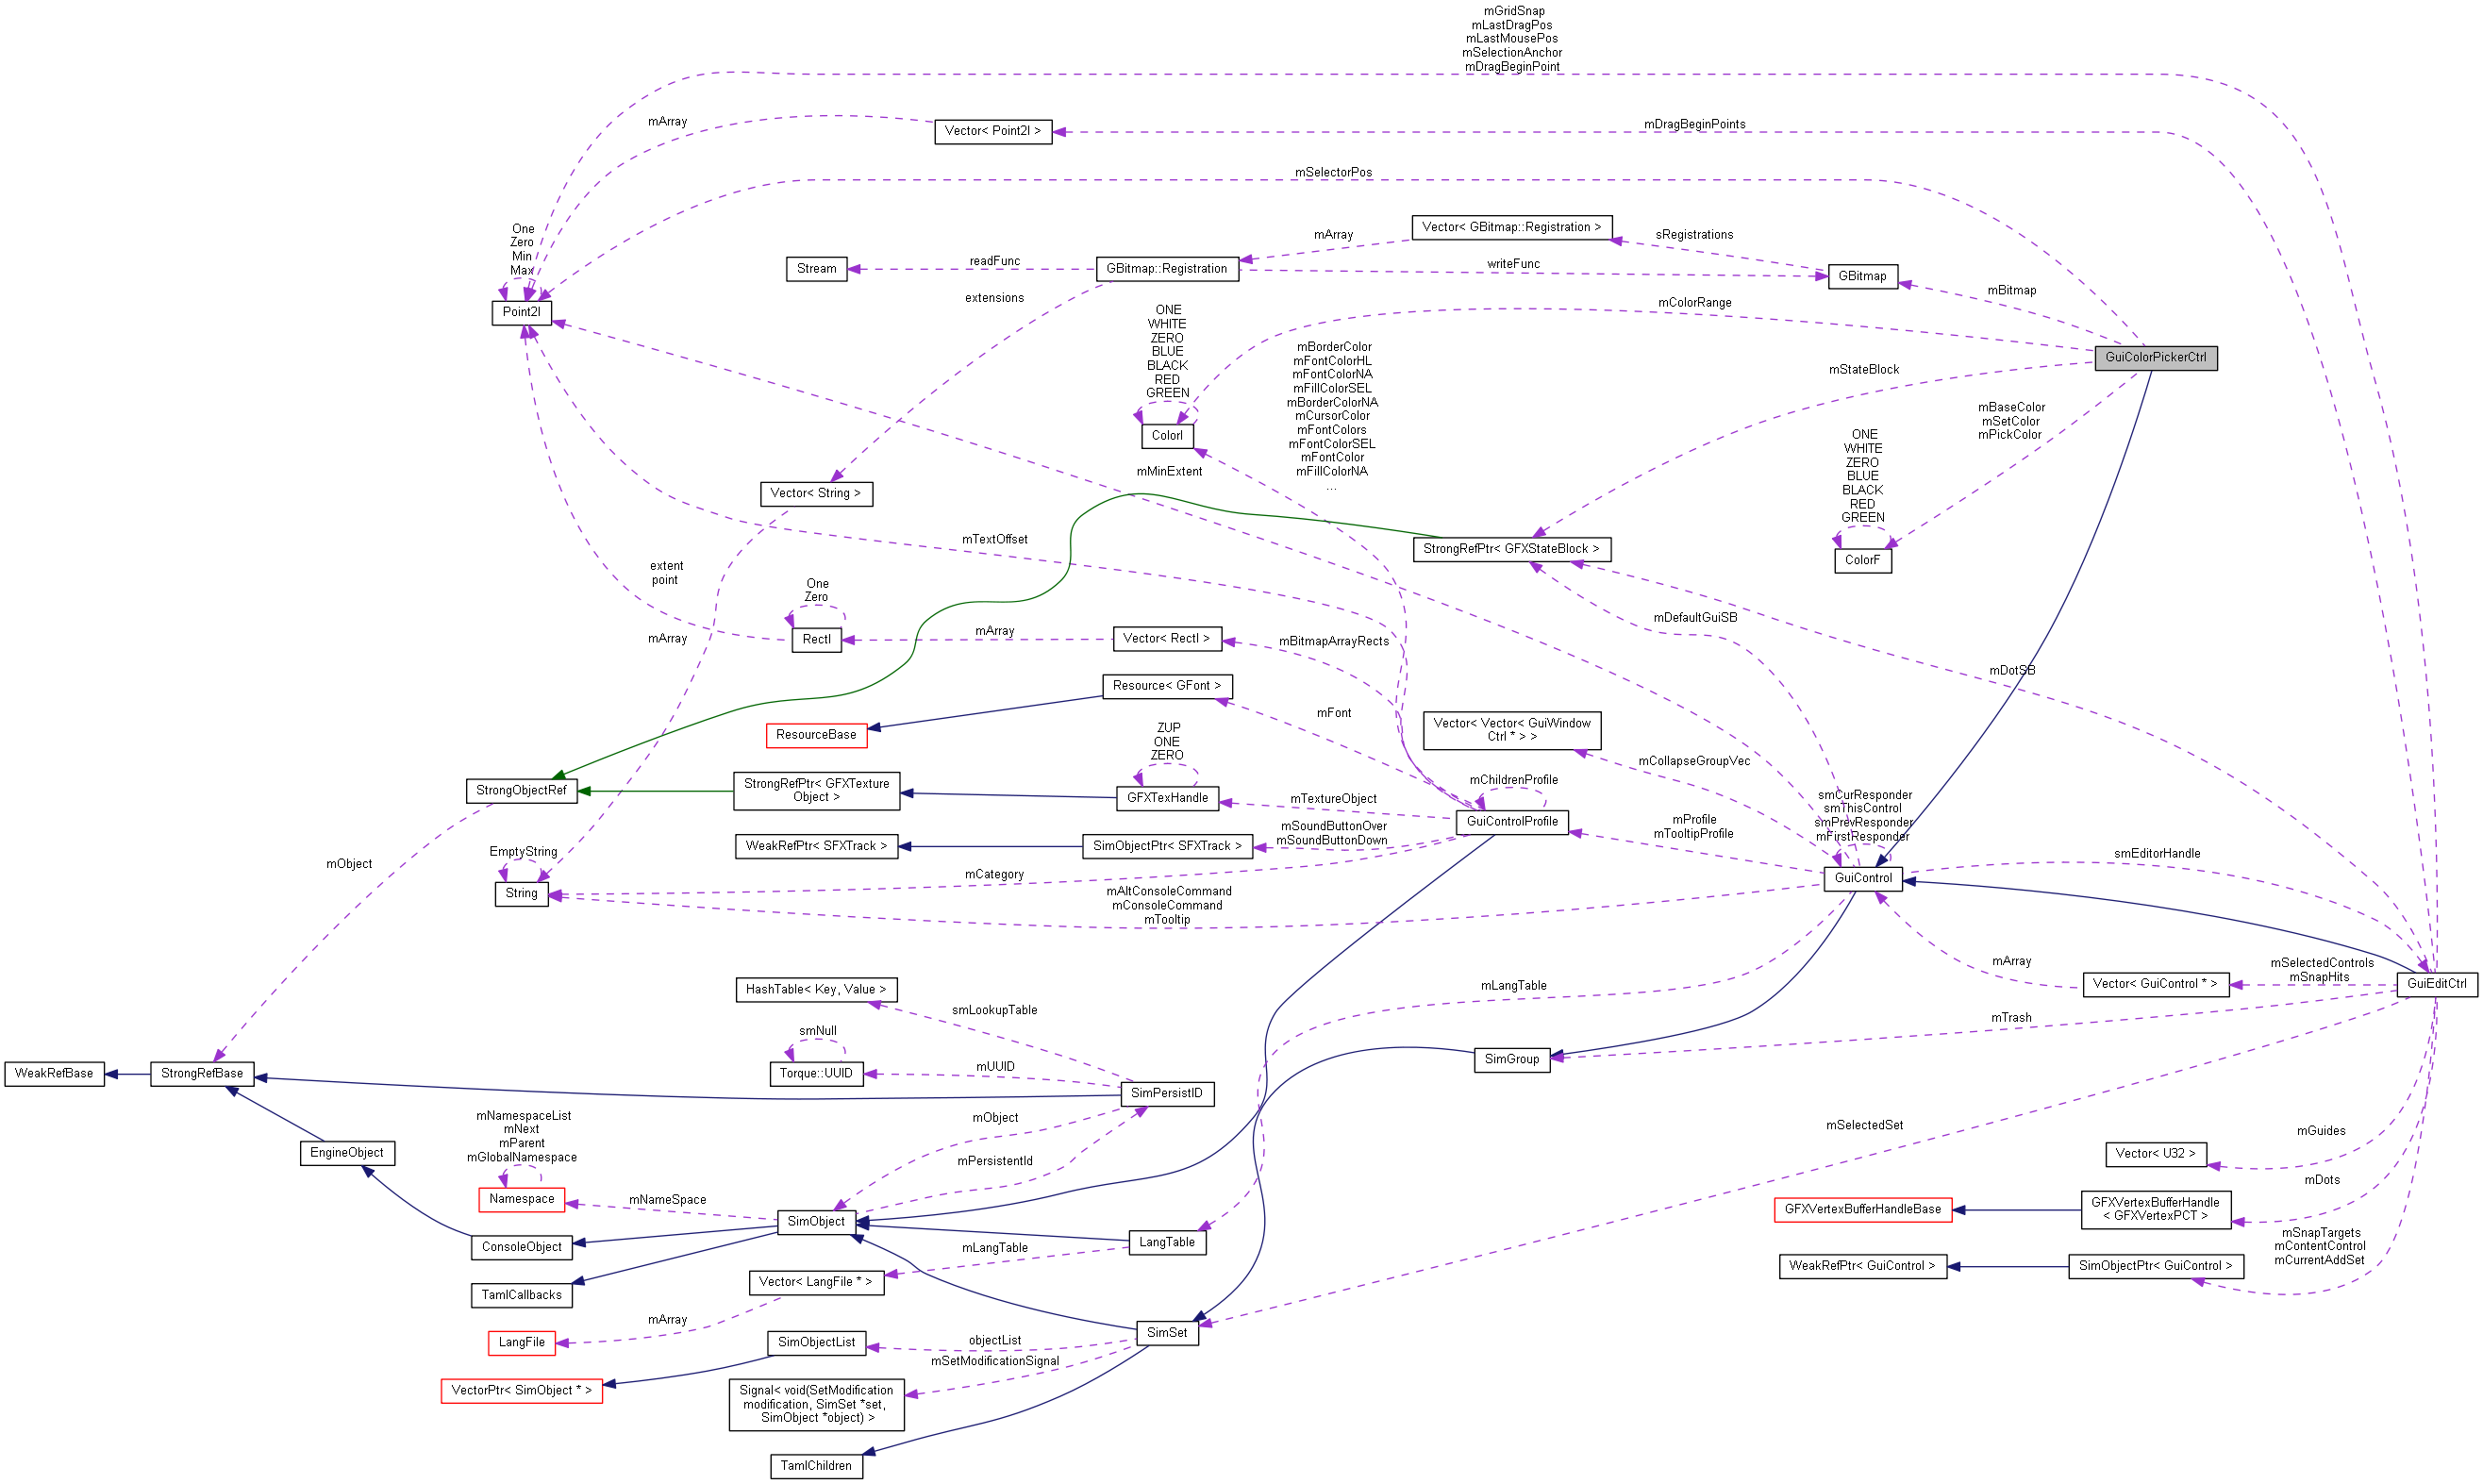 mGridSnap
mLastDragPos
mLastMousePos
mSelectionAnchor
mDragBeginPoint
mArray
Vector< Point2I >
mDragBeginPoints
mSelectorPos
One
Zero
Min
Max
Point2I
Stream
readFunc
GBitmap::Registration
mArray
Vector< GBitmap::Registration >
sRegistrations
writeFunc
GBitmap
mBitmap
extensions
mColorRange
ONE
WHITE
ZERO
BLUE
BLACK
RED
GREEN
ColorI
mBorderColor
mFontColorHL
mFontColorNA
mFillColorSEL
mBorderColorNA
mCursorColor
mFontColors
mFontColorSEL
mFontColor
mFillColorNA
...
GuiColorPickerCtrl
mStateBlock
mBaseColor
mSetColor
mPickColor
ONE
WHITE
ZERO
BLUE
BLACK
RED
GREEN
ColorF
mMinExtent
Vector< String >
mTextOffset
StrongRefPtr< GFXStateBlock >
extent
point
One
Zero
RectI
mArray
mArray
Vector< RectI >
mBitmapArrayRects
mDefaultGuiSB
mDotSB
Resource< GFont >
ResourceBase
mFont
Vector< Vector< GuiWindow
Ctrl * > >
mCollapseGroupVec
ZUP
ONE
ZERO
GFXTexHandle
StrongObjectRef
StrongRefPtr< GFXTexture
Object >
mTextureObject
mChildrenProfile
GuiControlProfile
mProfile
mTooltipProfile
smCurResponder
smThisControl
smPrevResponder
mFirstResponder
GuiControl
mSoundButtonOver
mSoundButtonDown
WeakRefPtr< SFXTrack >
SimObjectPtr< SFXTrack >
smEditorHandle
mObject
EmptyString
String
mCategory
mAltConsoleCommand
mConsoleCommand
mTooltip
HashTable< Key, Value >
smLookupTable
mLangTable
mArray
Vector< GuiControl * >
mSelectedControls
mSnapHits
GuiEditCtrl
mTrash
smNull
Torque::UUID
mUUID
SimPersistID
SimGroup
WeakRefBase
StrongRefBase
mObject
mPersistentId
EngineObject
mNamespaceList
mNext
mParent
mGlobalNamespace
Namespace
mNameSpace
mSelectedSet
mGuides
Vector< U32 >
mDots
GFXVertexBufferHandleBase
GFXVertexBufferHandle
< GFXVertexPCT >
SimObject
ConsoleObject
LangTable
mLangTable
mSnapTargets
mContentControl
mCurrentAddSet
WeakRefPtr< GuiControl >
SimObjectPtr< GuiControl >
TamlCallbacks
Vector< LangFile * >
mArray
LangFile
SimObjectList
objectList
SimSet
mSetModificationSignal
VectorPtr< SimObject * >
Signal< void(SetModification
modification, SimSet *set,
SimObject *object) >
TamlChildren